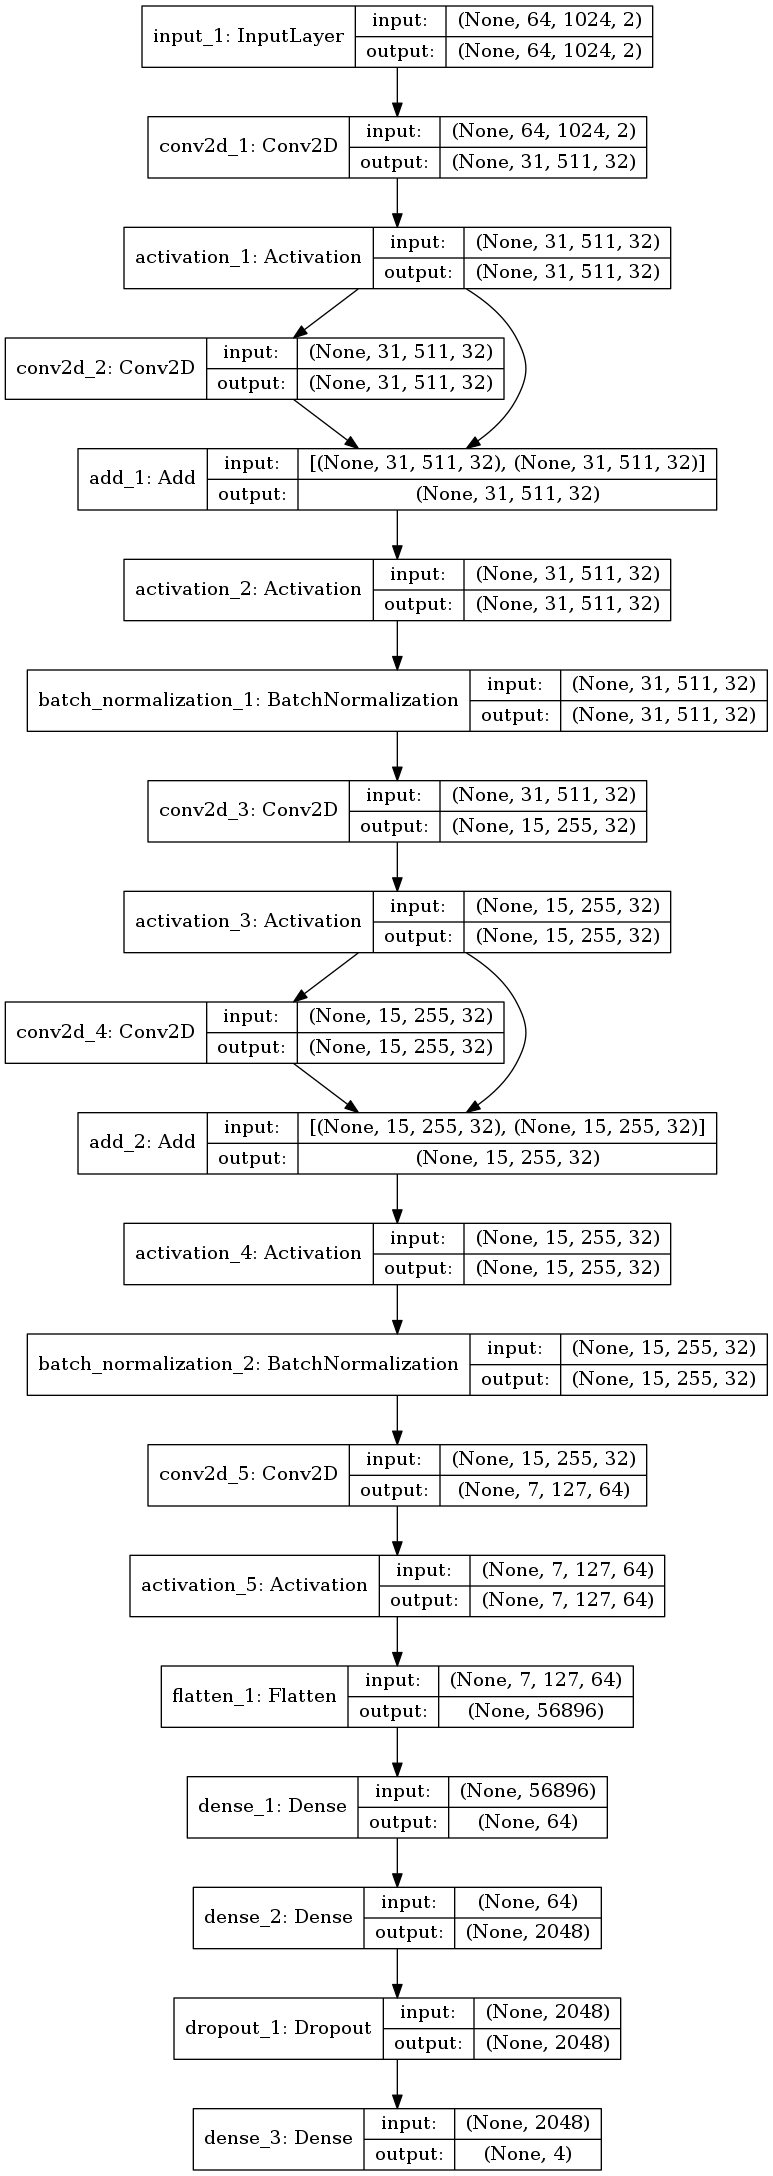 input_1: InputLayer
input: (None, 64, 1024, 2)
output: (None, 64, 1024, 2)
conv2d_1: Conv2D
input: (None, 64, 1024, 2)
output: (None, 31, 511, 32)
activation_1: Activation
input: (None, 31, 511, 32)
output: (None, 31, 511, 32)
conv2d_2: Conv2D
input: (None, 31, 511, 32)
output: (None, 31, 511, 32)
add_1: Add
input: [(None, 31, 511, 32), (None, 31, 511, 32)]
output: (None, 31, 511, 32)
activation_2: Activation
input: (None, 31, 511, 32)
output: (None, 31, 511, 32)
batch_normalization_1: BatchNormalization
input: (None, 31, 511, 32)
output: (None, 31, 511, 32)
conv2d_3: Conv2D
input: (None, 31, 511, 32)
output: (None, 15, 255, 32)
activation_3: Activation
input: (None, 15, 255, 32)
output: (None, 15, 255, 32)
conv2d_4: Conv2D
input: (None, 15, 255, 32)
output: (None, 15, 255, 32)
add_2: Add
input: [(None, 15, 255, 32), (None, 15, 255, 32)]
output: (None, 15, 255, 32)
activation_4: Activation
input: (None, 15, 255, 32)
output: (None, 15, 255, 32)
batch_normalization_2: BatchNormalization
input: (None, 15, 255, 32)
output: (None, 15, 255, 32)
conv2d_5: Conv2D
input: (None, 15, 255, 32)
output: (None, 7, 127, 64)
activation_5: Activation
input: (None, 7, 127, 64)
output: (None, 7, 127, 64)
flatten_1: Flatten
input: (None, 7, 127, 64)
output: (None, 56896)
dense_1: Dense
input: (None, 56896)
output: (None, 64)
dense_2: Dense
input: (None, 64)
output: (None, 2048)
dropout_1: Dropout
input: (None, 2048)
output: (None, 2048)
dense_3: Dense
input: (None, 2048)
output: (None, 4)